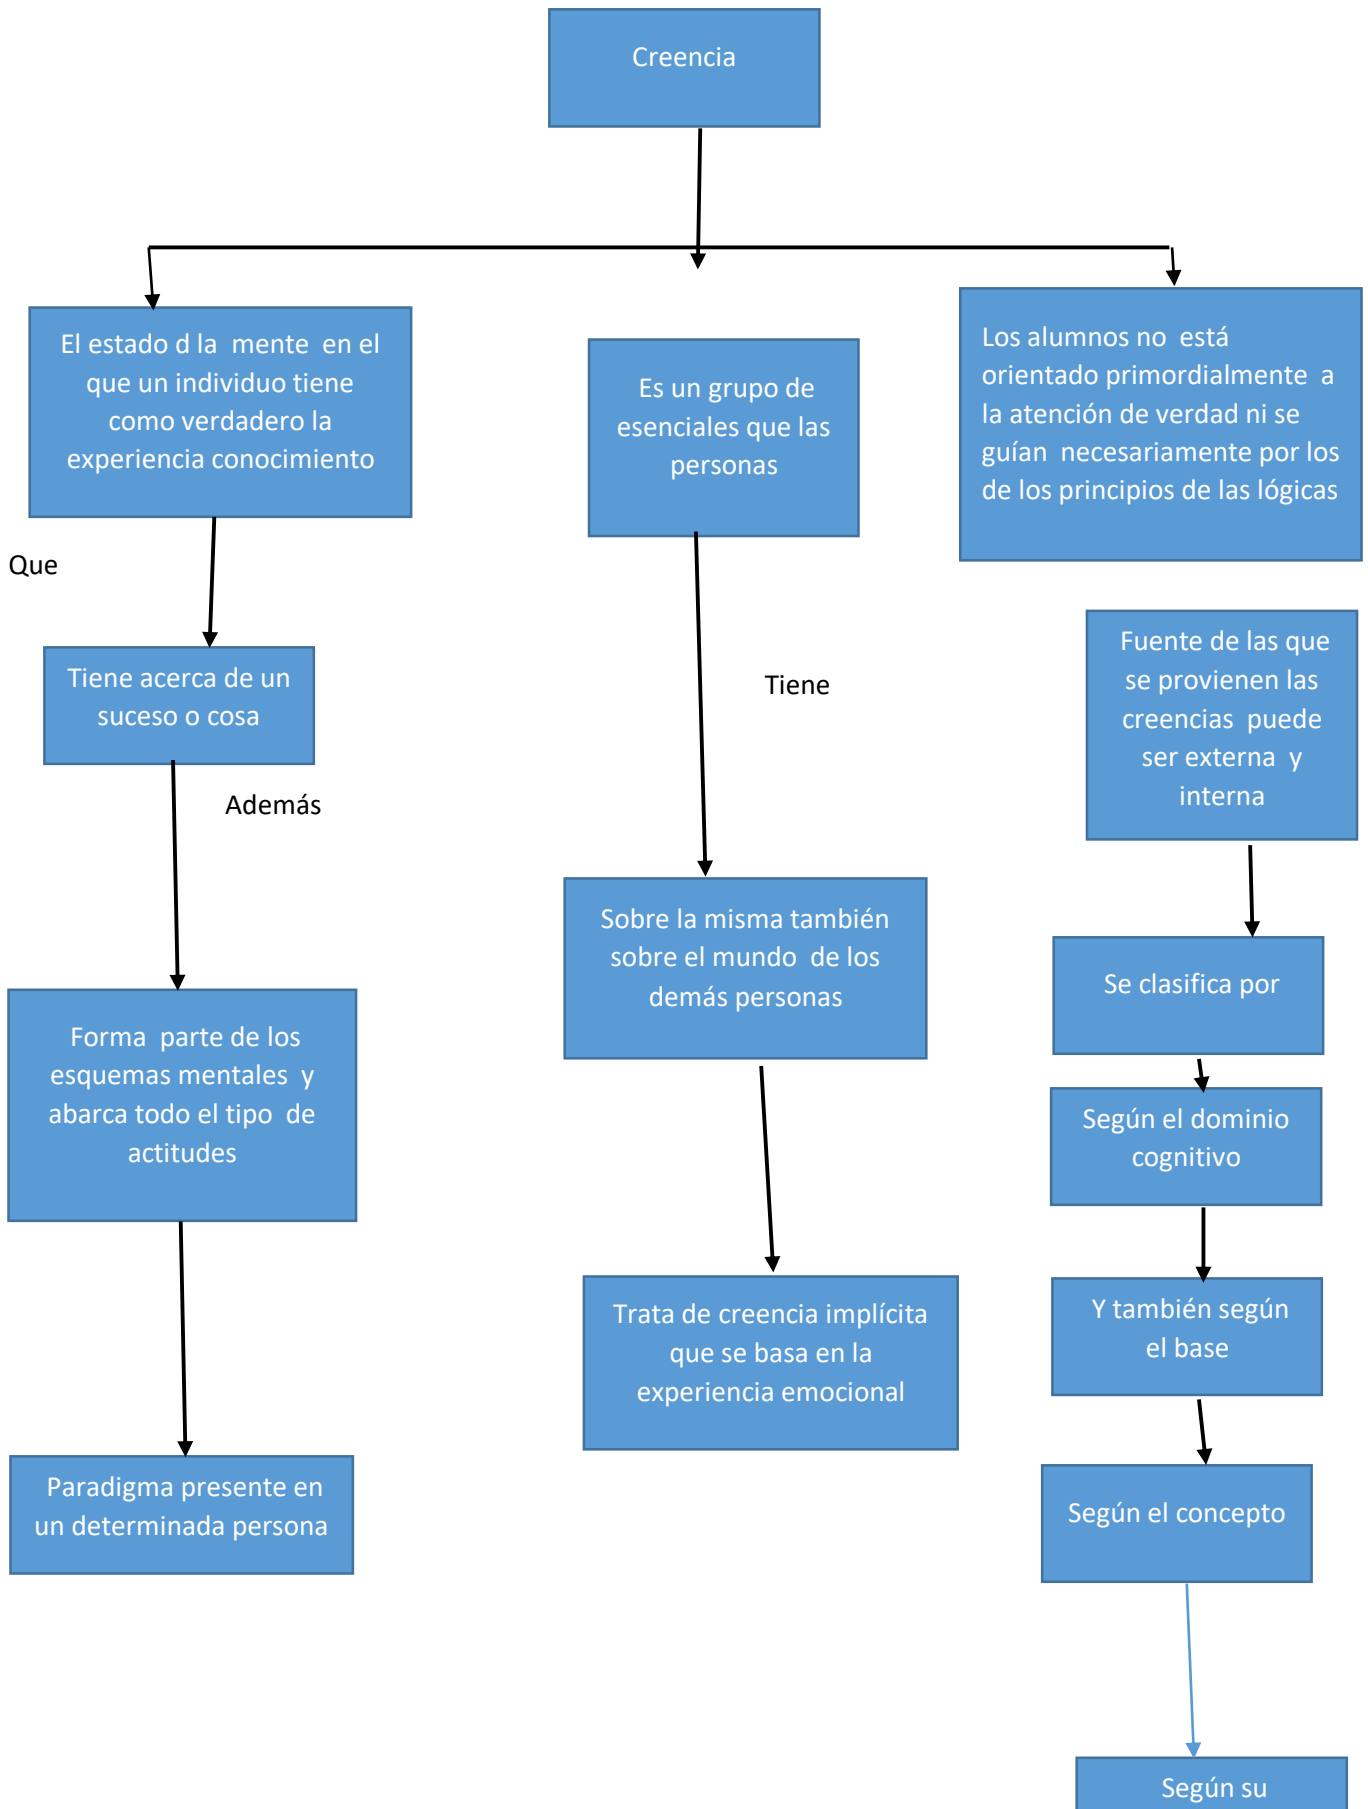 Creencia
El estado d la mente en el
que un individuo tiene
como verdadero la
experiencia conocimiento
Que
Tiene acerca de un
suceso o cosa
Además
Forma parte de los
esquemas mentales y
abarca todo el tipo de
actitudes
Paradigma presente en
un determinada persona
Es un grupo de
esenciales que las
personas
Tiene
Sobre la misma también
sobre el mundo de los
demás personas
Trata de creencia implícita
que se basa en la
experiencia emocional
Los alumnos no está
orientado primordialmente a
la atención de verdad ni se
guían necesariamente por los
de los principios de las lógicas
Fuente de las que
se provienen las
creencias puede
ser externa y
interna
Se clasifica por
Según el dominio
cognitivo
Y también según
el base
Según el concepto
Según su